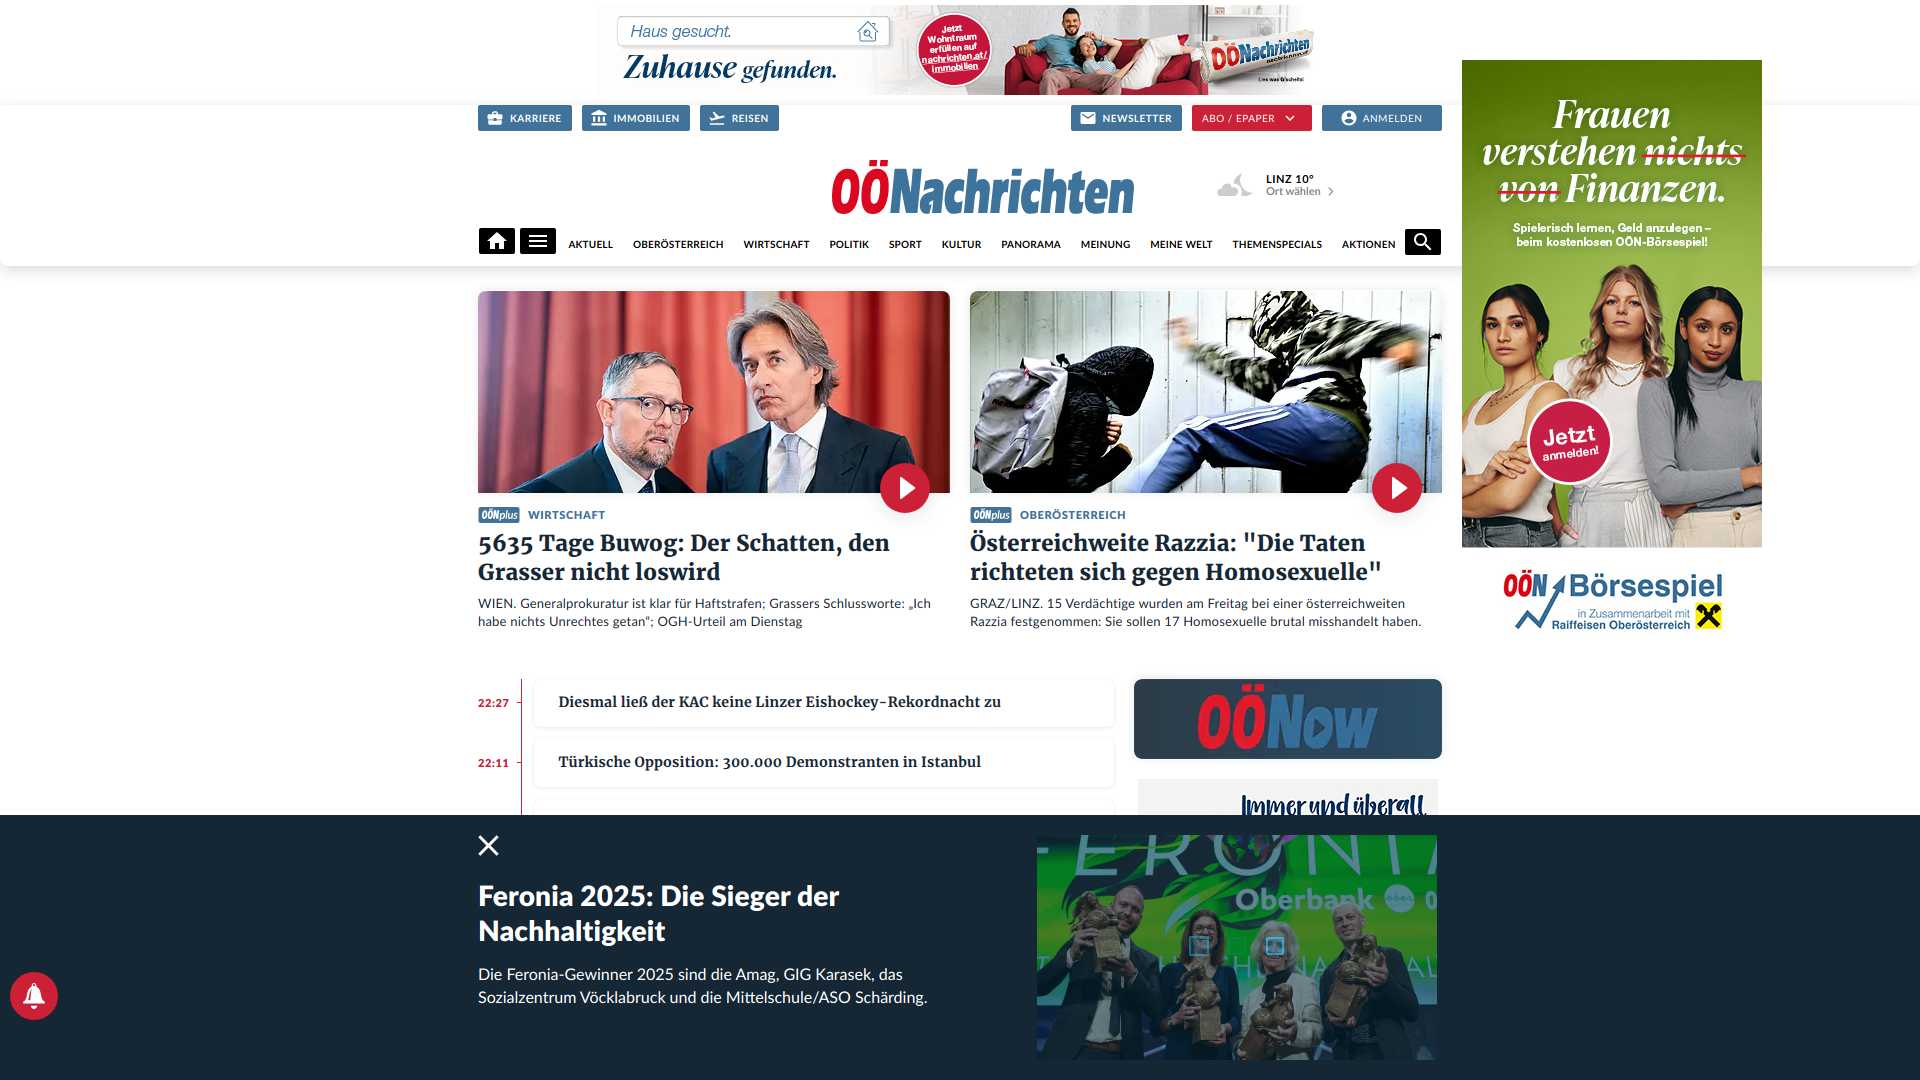 Haus gesucht.
Zuhause gefunden.
Jetzt
Wohntraum
erfüllen auf
nachrichten.at/
immobilien
OÖNachrichten
Lies was G'scheits!
KARRIERE
IMMOBILIEN
REISEN
NEWSLETTER
ABO / EPAPER
ANMELDEN
OÖNachrichten
LINZ 10°
Ort wählen
AKTUELL OBERÖSTERREICH WIRTSCHAFT POLITIK SPORT KULTUR PANORAMA MEINUNG MEINE WELT THEMENSPECIALS AKTIONEN
Frauen
verstehen nichts
von Finanzen.
Spielerisch lernen, Geld anzulegen –
beim kostenlosen OÖN-Börsespiel!
Jetzt
anmelden!
OÖN Börsespiel
in Zusammenarbeit mit
Raiffeisen Oberösterreich
OÖNplus WIRTSCHAFT
5635 Tage Buwog: Der Schatten, den
Grasser nicht loswird
WIEN. Generalprokuratur ist klar für Haftstrafen; Grassers Schlussworte: „Ich
habe nichts Unrechtes getan“; OGH-Urteil am Dienstag
OÖNplus OBERÖSTERREICH
Österreichweite Razzia: "Die Taten
richteten sich gegen Homosexuelle"
GRAZ/LINZ. 15 Verdächtige wurden am Freitag bei einer österreichweiten
Razzia festgenommen: Sie sollen 17 Homosexuelle brutal misshandelt haben.
22:27 Diesmal ließ der KAC keine Linzer Eishockey-Rekordnacht zu
22:11 Türkische Opposition: 300.000 Demonstranten in Istanbul
OÖNow
Immer und überall
Feronia 2025: Die Sieger der
Nachhaltigkeit
Die Feronia-Gewinner 2025 sind die Amag, GIG Karasek, das
Sozialzentrum Vöcklabruck und die Mittelschule/ASO Schärding.
FERONIA
Oberbank